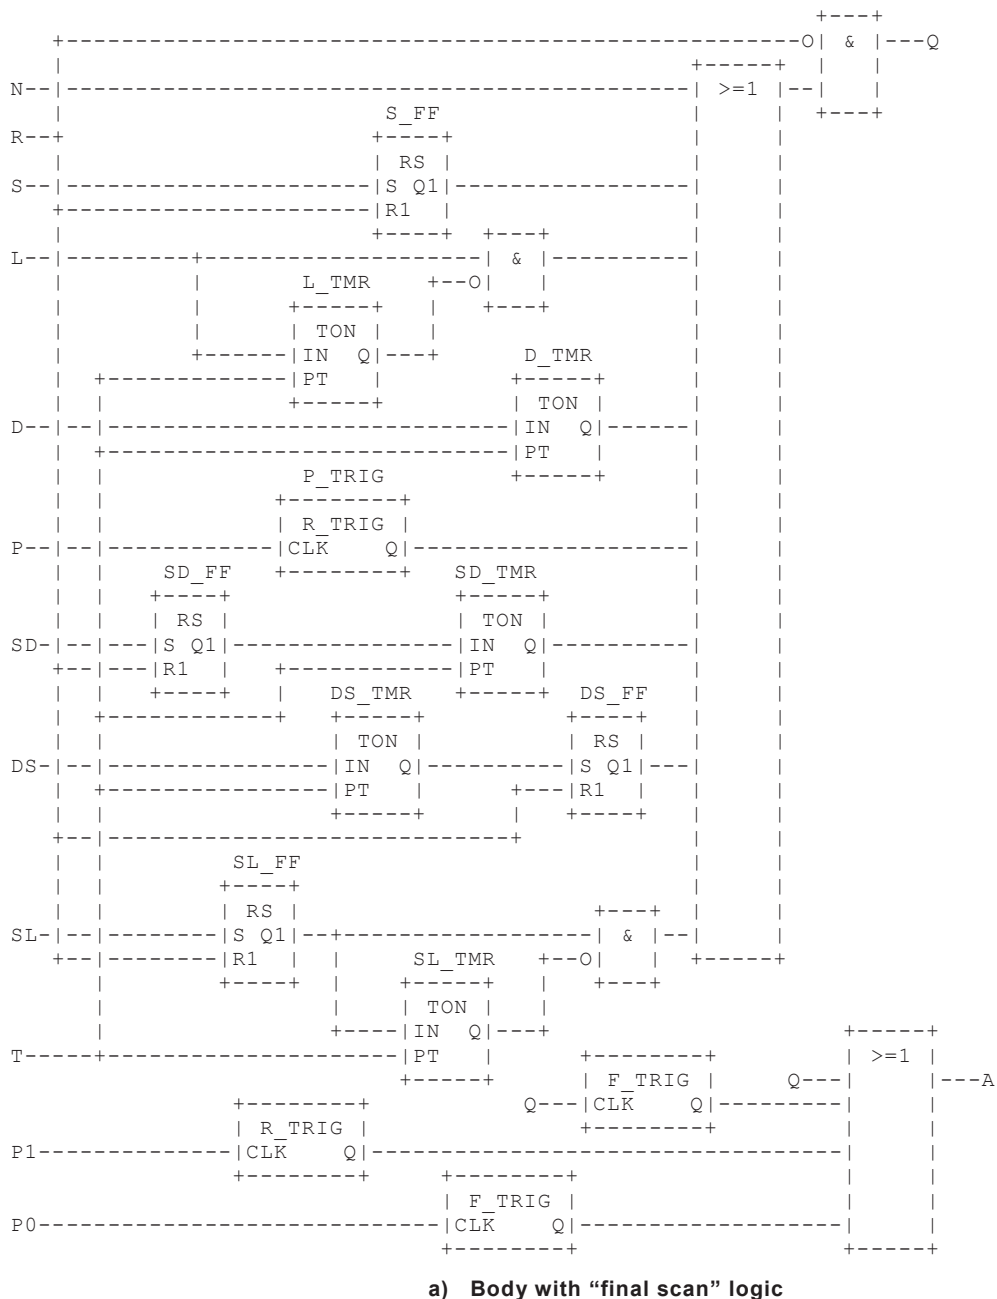 & Q
N >=1
S_FF
R
RS
S S Q1
R1
L &
L_TMR
TON
IN Q D_TMR
PT
TON
D IN Q
PT
P_TRIG
R_TRIG
P CLK Q
SD_FF SD_TMR
RS TON
SD S Q1 IN Q
R1 PT
DS_TMR DS_FF
TON RS
DS IN Q S Q1
PT R1
SL_FF
RS
SL S Q1 &
R1 SL_TMR
TON
IN Q
T PT >=1
F_TRIG Q A
Q CLK Q
R_TRIG
P1 CLK Q
F_TRIG
P0 CLK Q
a) Body with “final scan” logic